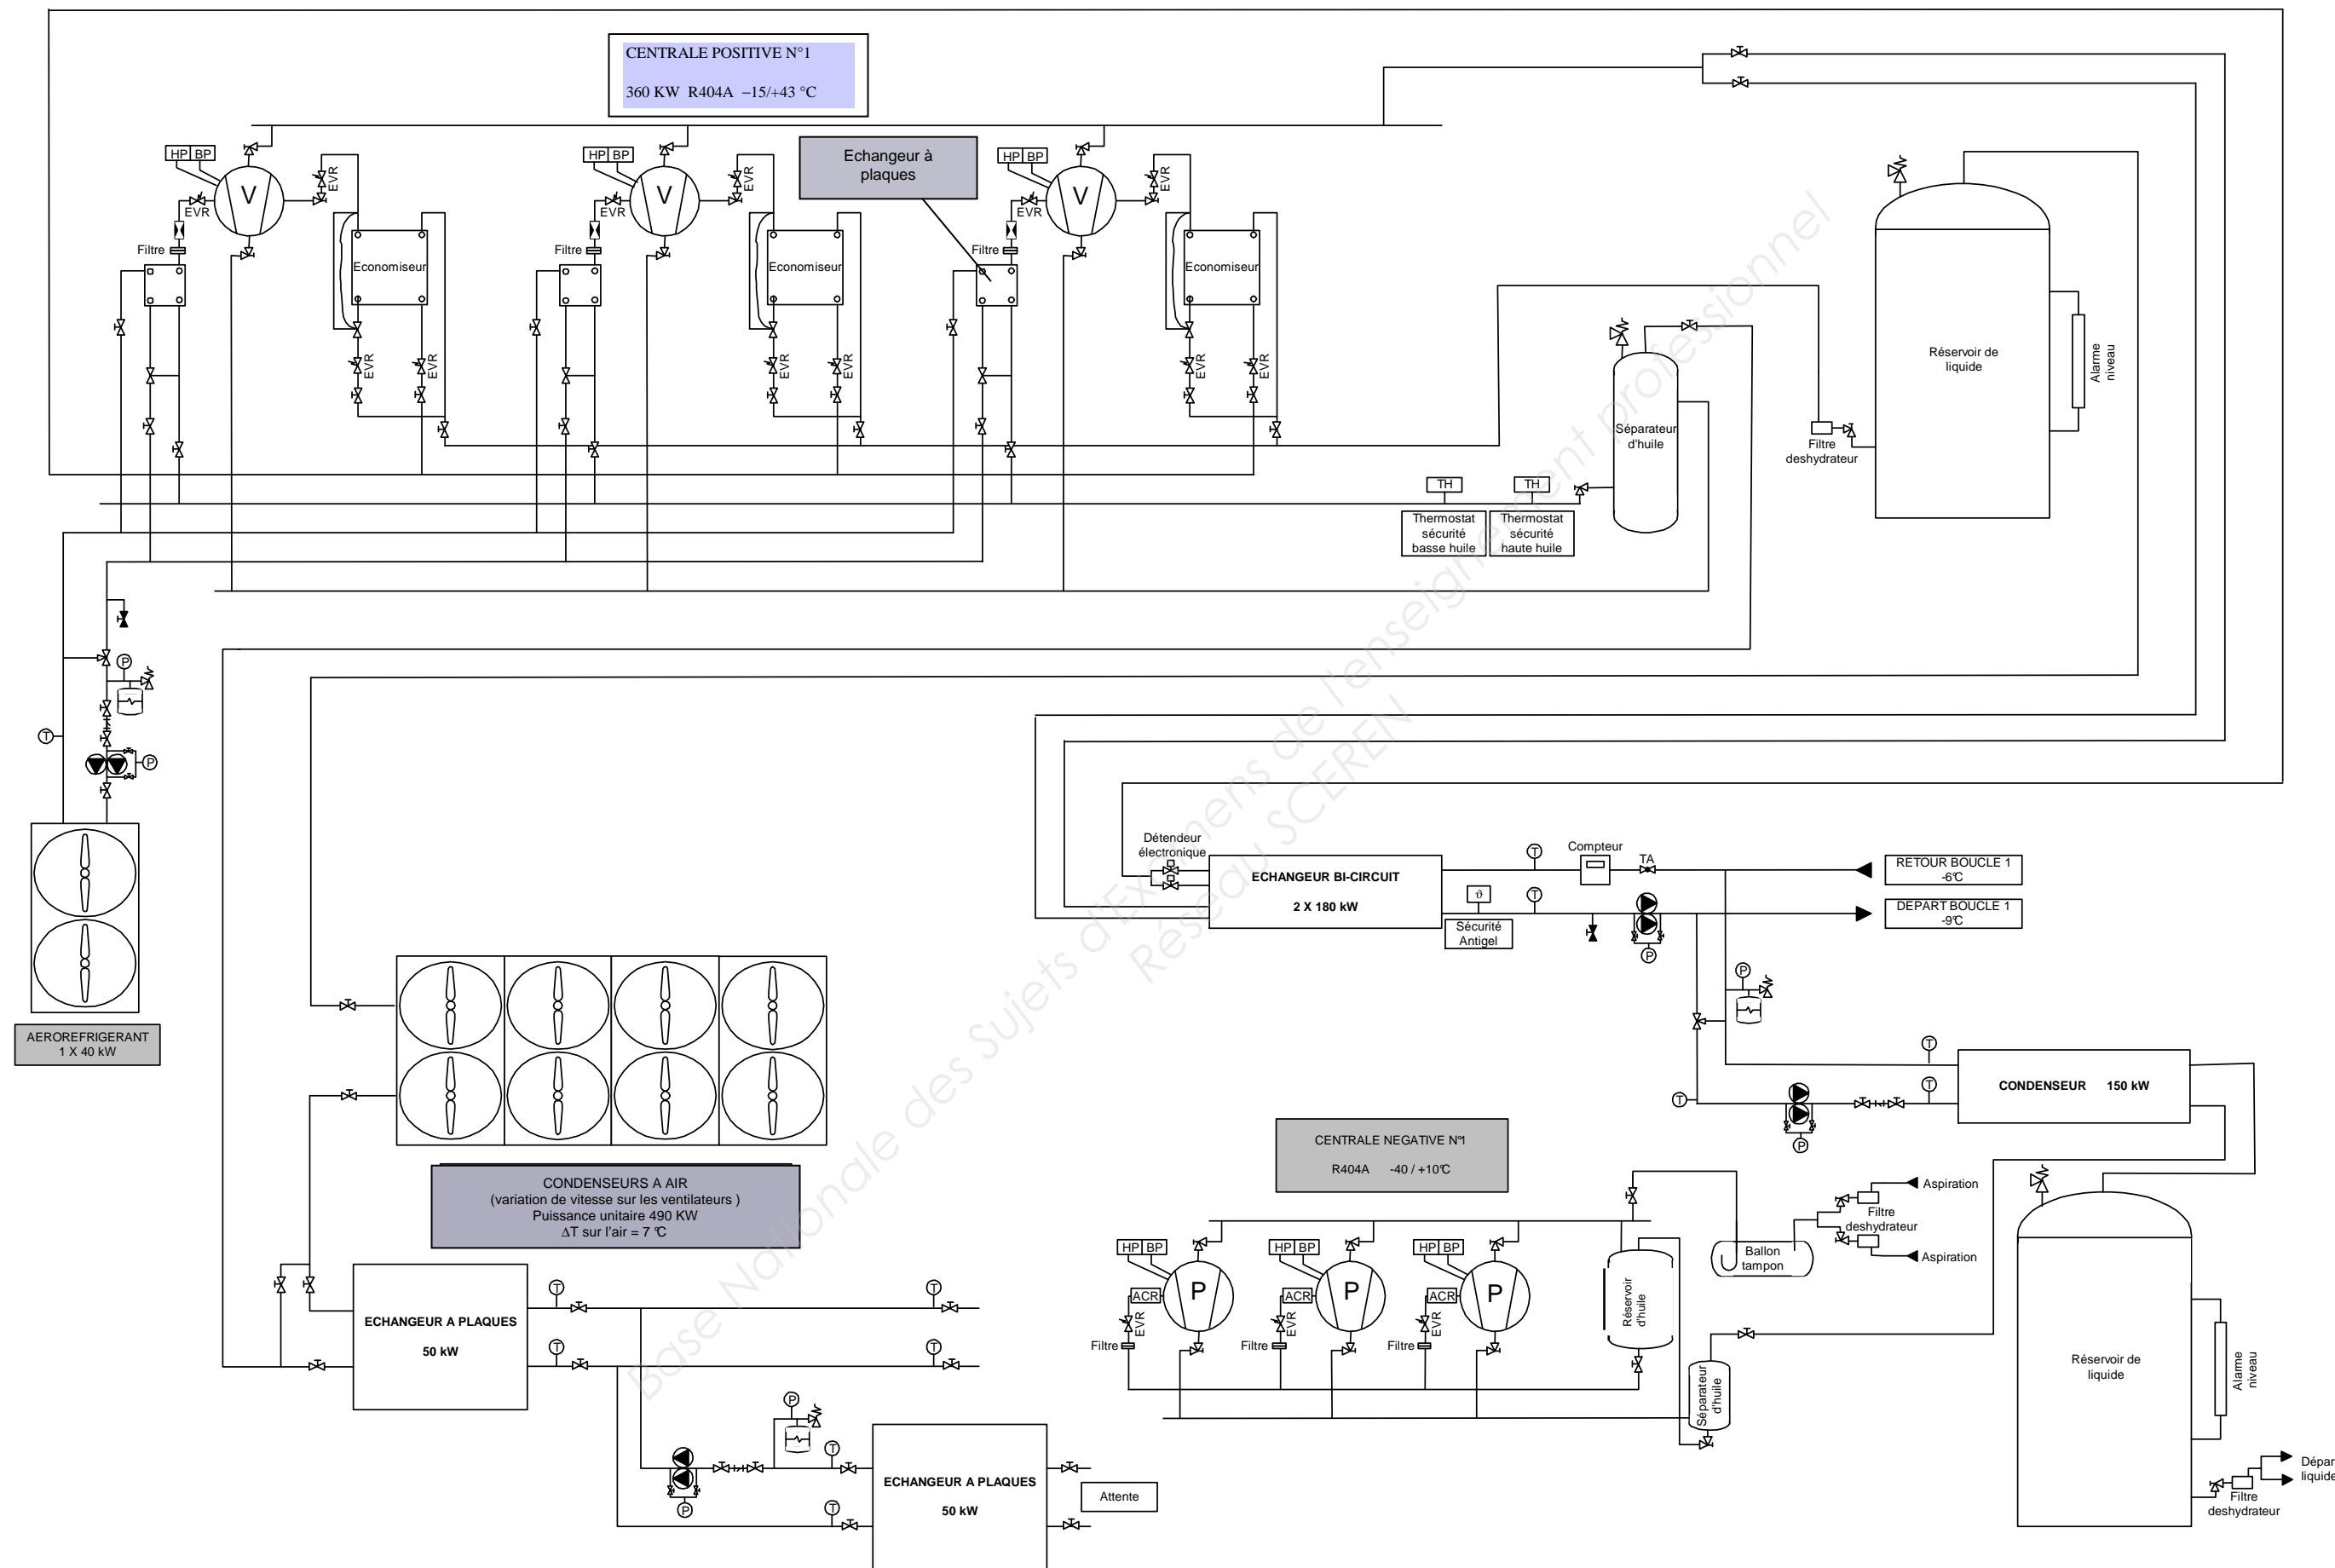 CENTRALE POSITIVE N°1
360 KW R404A –15/+43 °C
HP BP
HP BP
HP BP
Echangeur à
plaques
V
V
V
EVR
EVR
EVR
EVR
EVR
EVR
Filtre
Filtre
Filtre
Economiseur
Economiseur
Economiseur
EVR
EVR
EVR
EVR
EVR
EVR
Réservoir de
liquide
Alarme
niveau
Séparateur
d'huile
Filtre
deshydrateur
TH
TH
Thermostat
sécurité
basse huile
Thermostat
sécurité
haute huile
P
T
P
AEROREFRIGERANT
1 X 40 kW
Détendeur
électronique
ECHANGEUR BI-CIRCUIT
2 X 180 kW
T
Compteur
TA
RETOUR BOUCLE 1
-6°C
ϑ
T
Sécurité
Antigel
P
DEPART BOUCLE 1
-9°C
P
T
T
T
P
CONDENSEUR 150 kW
CONDENSEURS A AIR
(variation de vitesse sur les ventilateurs )
Puissance unitaire 490 KW
ΔT sur l'air = 7 °C
CENTRALE NEGATIVE N°1
R404A -40 / +10°C
HP BP
HP BP
HP BP
ACR
ACR
ACR
P
P
P
EVR
EVR
EVR
Filtre
Filtre
Filtre
Réservoir
d'huile
Séparateur
d'huile
Ballon
tampon
Filtre
deshydrateur
Aspiration
Aspiration
Réservoir de
liquide
Alarme
niveau
Filtre
deshydrateur
Dépar
liquide
ECHANGEUR A PLAQUES
50 kW
T
T
T
T
P
P
T
T
ECHANGEUR A PLAQUES
50 kW
Attente
Base Nationale des Sujets d'Examens de l'enseignement professionnel
Réseau SCEREN